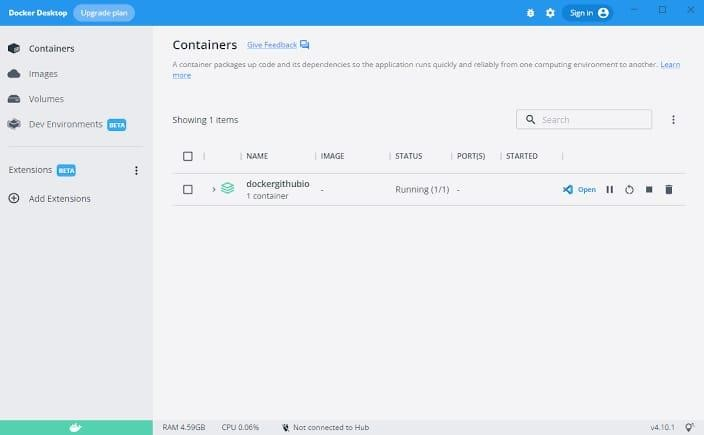 Docker Desktop Upgrade plan Sign in
Containers
Images
Volumes
Dev Environments BETA
Extensions BETA
Add Extensions
Containers Give Feedback
A container packages up code and its dependencies so the application runs quickly and reliably from one computing environment to another. Learn
more
Showing 1 items Search
NAME IMAGE STATUS PORT(S) STARTED
dockergithubio - Running (1/1) - Open
1 container
RAM 4.59GB CPU 0.06% Not connected to Hub v4.10.1